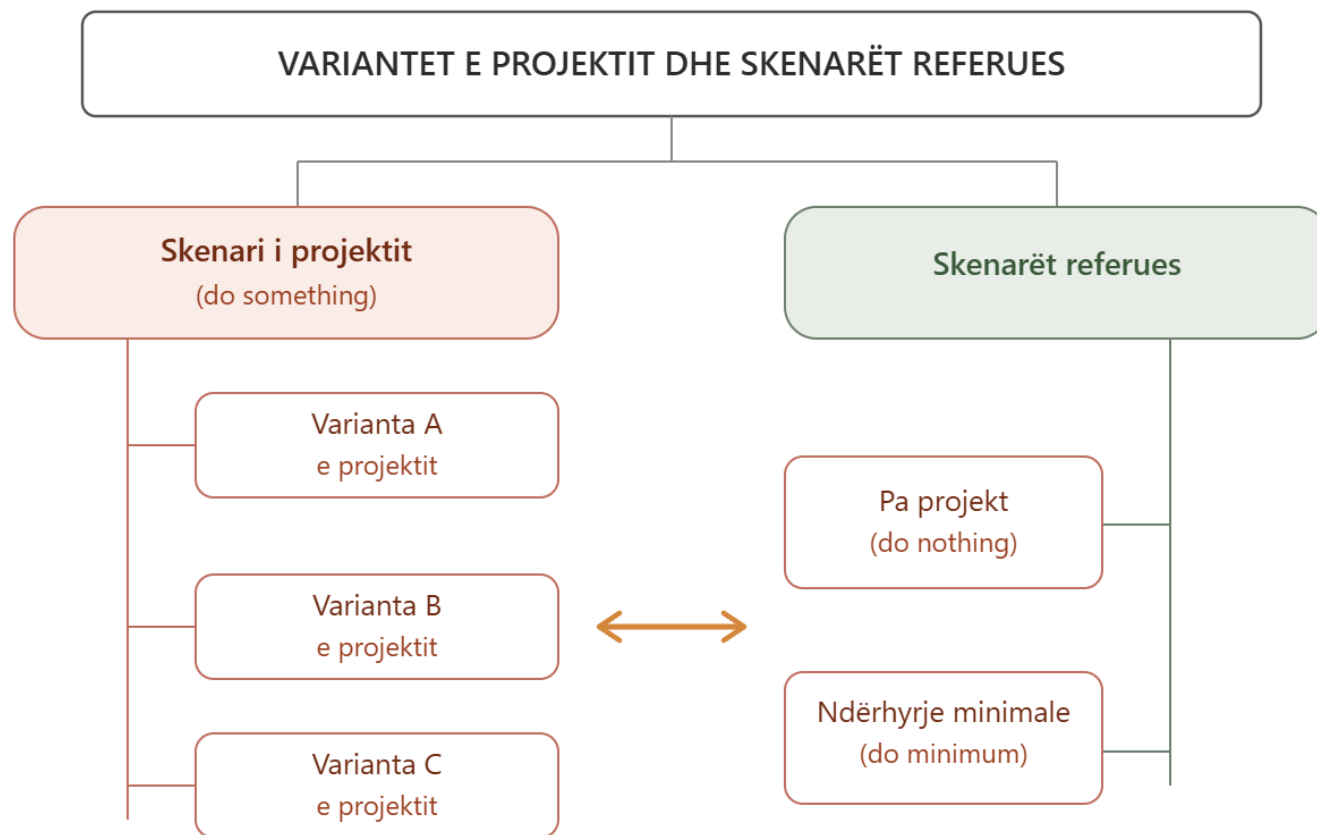 VARIANTET E PROJEKTIT DHE SKENARËT REFERUES
Skenari i projektit
(do something)
Skenarët referues
Varianta A
e projektit
Pa projekt
(do nothing)
Varianta B
e projektit
Ndërhyrje minimale
(do minimum)
Varianta C
e projektit